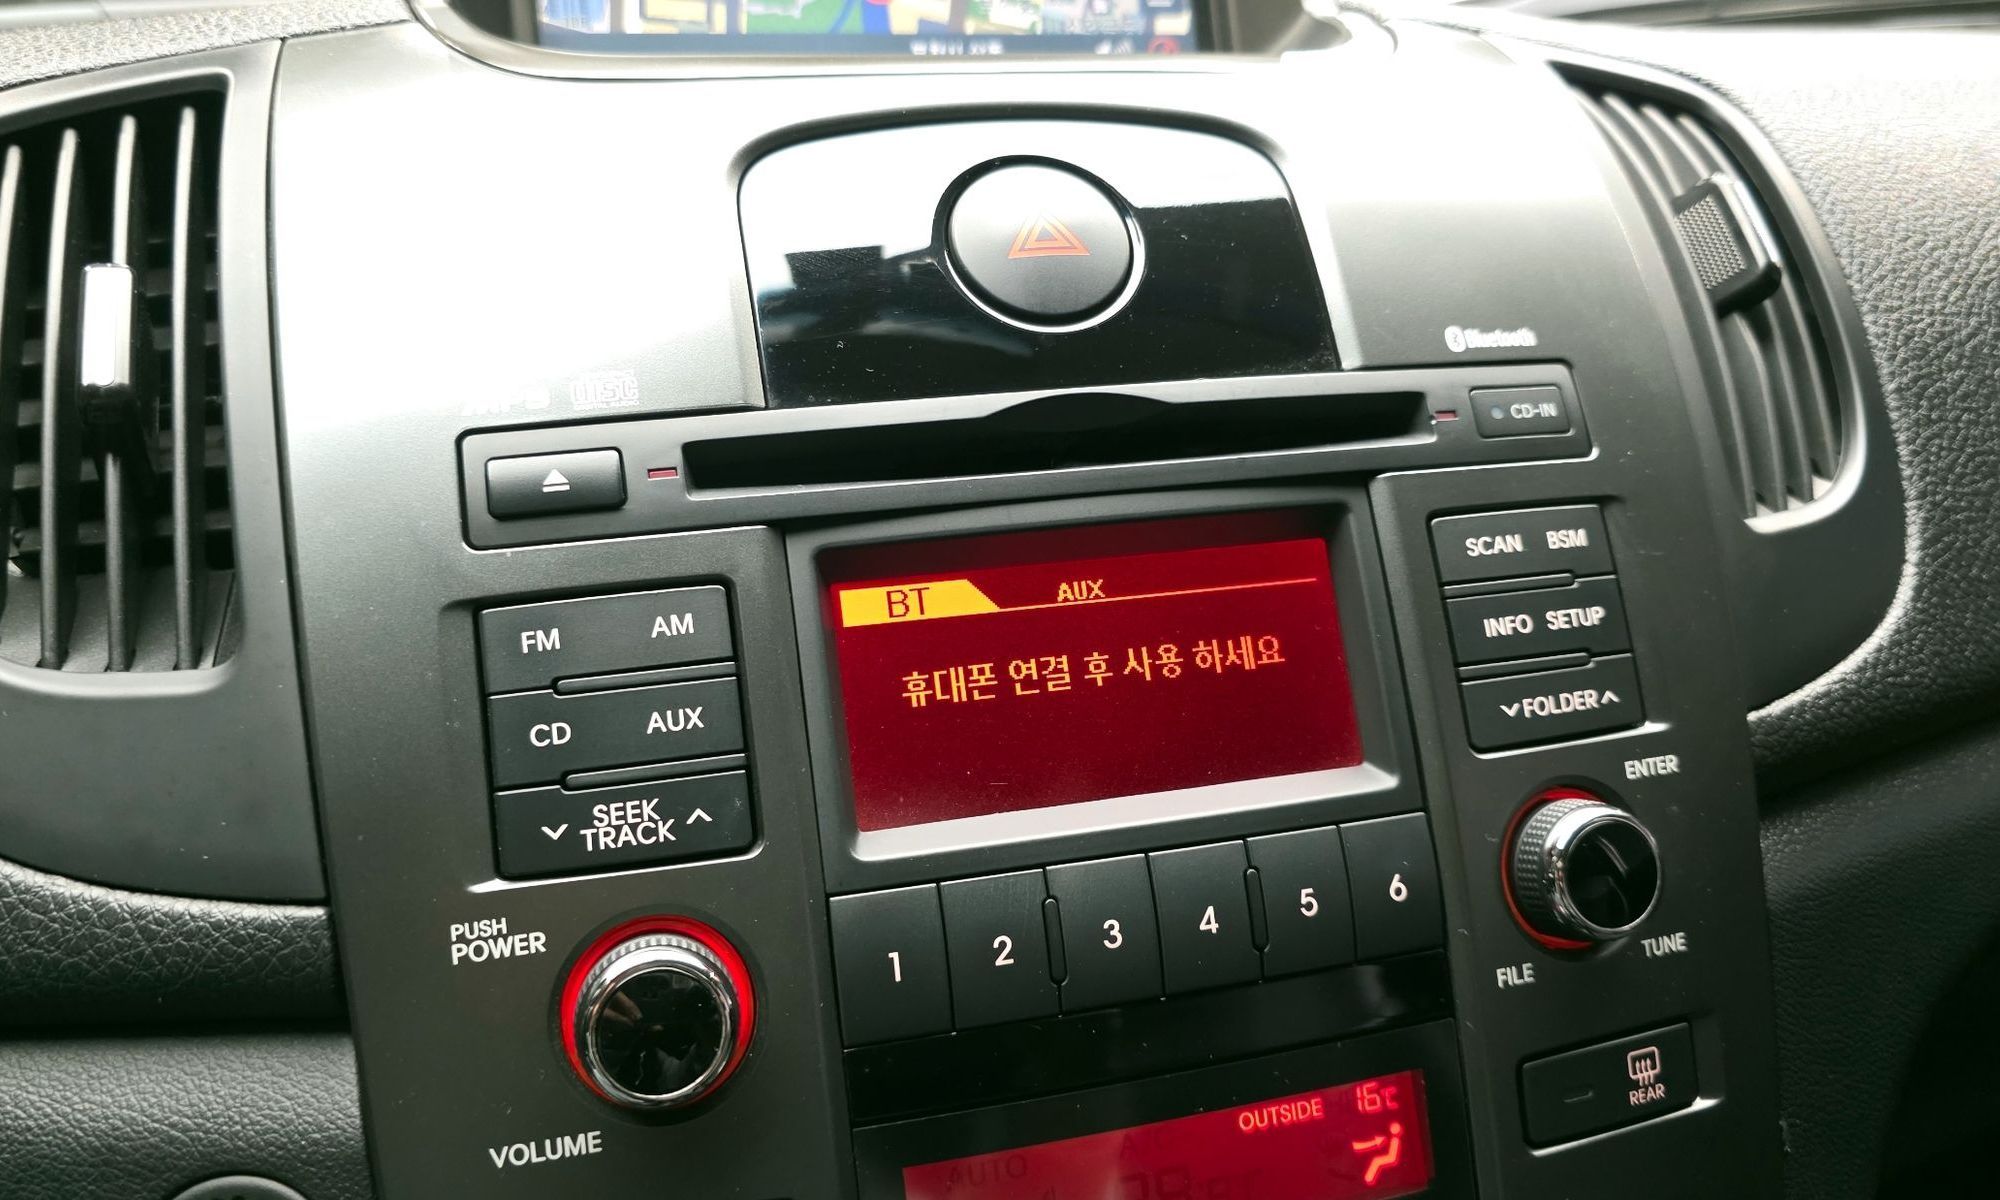 DISC
Bluetooth
CD-IN
BT AUX
휴대폰 연결 후 사용 하세요
FM AM
CD AUX
SEEK
TRACK
SCAN BSM
INFO SETUP
FOLDER
ENTER
TUNE
FILE
1 2 3 4 5 6
PUSH
POWER
VOLUME
REAR
OUTSIDE 16℃
AUTO